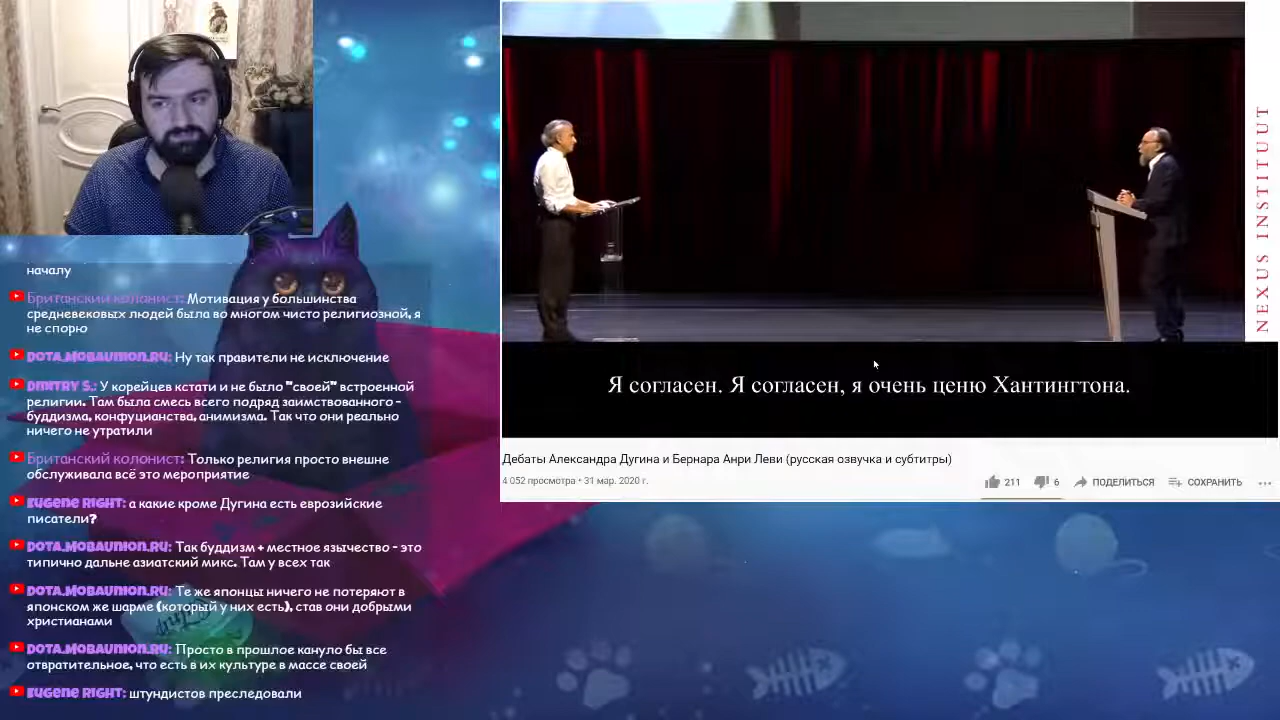 началу
Британский колонист: Мотивация у большинства
средневековых людей была во многом чисто религиозной, я
не спорю
DOTA.MOBAUNION.RU: Ну так правители не исключение
DMITRY S.: У корейцев кстати и не было "своей" встроенной
религии. Там была смесь всего подряд заимствованного -
буддизма, конфуцианства, анимизма. Так что они реально
ничего не утратили
Британский колонист: Только религия просто внешне
обслуживала всё это мероприятие
EUGENE RIGHT: а какие кроме Дугина есть еврозийские
писатели?
DOTA.MOBAUNION.RU: Так буддизм + местное язычество - это
типично дальне азиатский микс. Там у всех так
DOTA.MOBAUNION.RU: Те же японцы ничего не потеряют в
японском же шарме (который у них есть), став они добрыми
христианами
DOTA.MOBAUNION.RU: Просто в прошлое кануло бы все
отвратительное, что есть в их культуре в массе своей
EUGENE RIGHT: штундистов преследовали
NEXUS INSTITUUT
Я согласен. Я согласен, я очень ценю Хантингтона.
Дебаты Александра Дугина и Бернара Анри Леви (русская озвучка и субтитры)
4 052 просмотра • 31 мар. 2020 г.
211 6 ПОДЕЛИТЬСЯ СОХРАНИТЬ